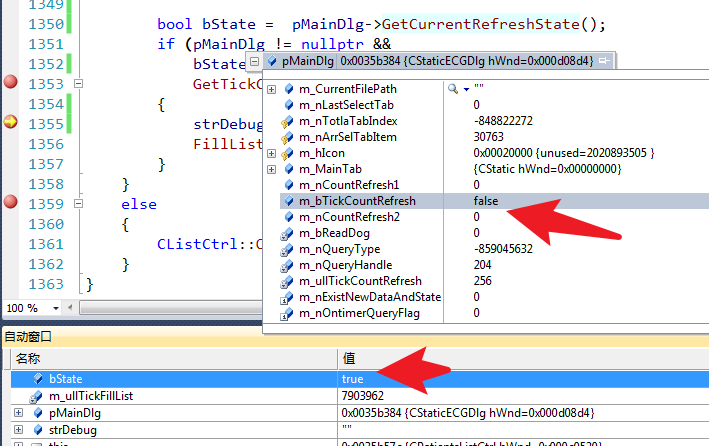 1349
1350 bool bState = pMainDlg->GetCurrentRefreshState();
1351 if (pMainDlg != nullptr &&
1352 bState
1353 GetTickC
1354 {
1355 strDebug
1356 FillList
1357 }
1358 }
1359 else
1360 {
1361 CListCtrl::O
1362 }
1363 }
pMainDlg 0x0035b384 {CStaticECGDlg hWnd=0x000d08d4}
m_CurrentFilePath ""
m_nLastSelectTab 0
m_nTotlaTabIndex -848822272
m_nArrSelTabItem 30763
m_hIcon 0x00020000 {unused=2020893505 }
m_MainTab {CStatic hWnd=0x00000000}
m_nCountRefresh1 0
m_bTickCountRefresh false
m_nCountRefresh2 0
m_bReadDog 0
m_nQueryType -859045632
m_nQueryHandle 204
m_ullTickCountRefresh 256
m_nExistNewDataAndState 0
m_nOntimerQueryFlag 0
100 %
自动窗口
名称 值
bState true
m_ullTickFillList 7903962
pMainDlg 0x0035b384 {CStaticECGDlg hWnd=0x000d08d4}
strDebug ""